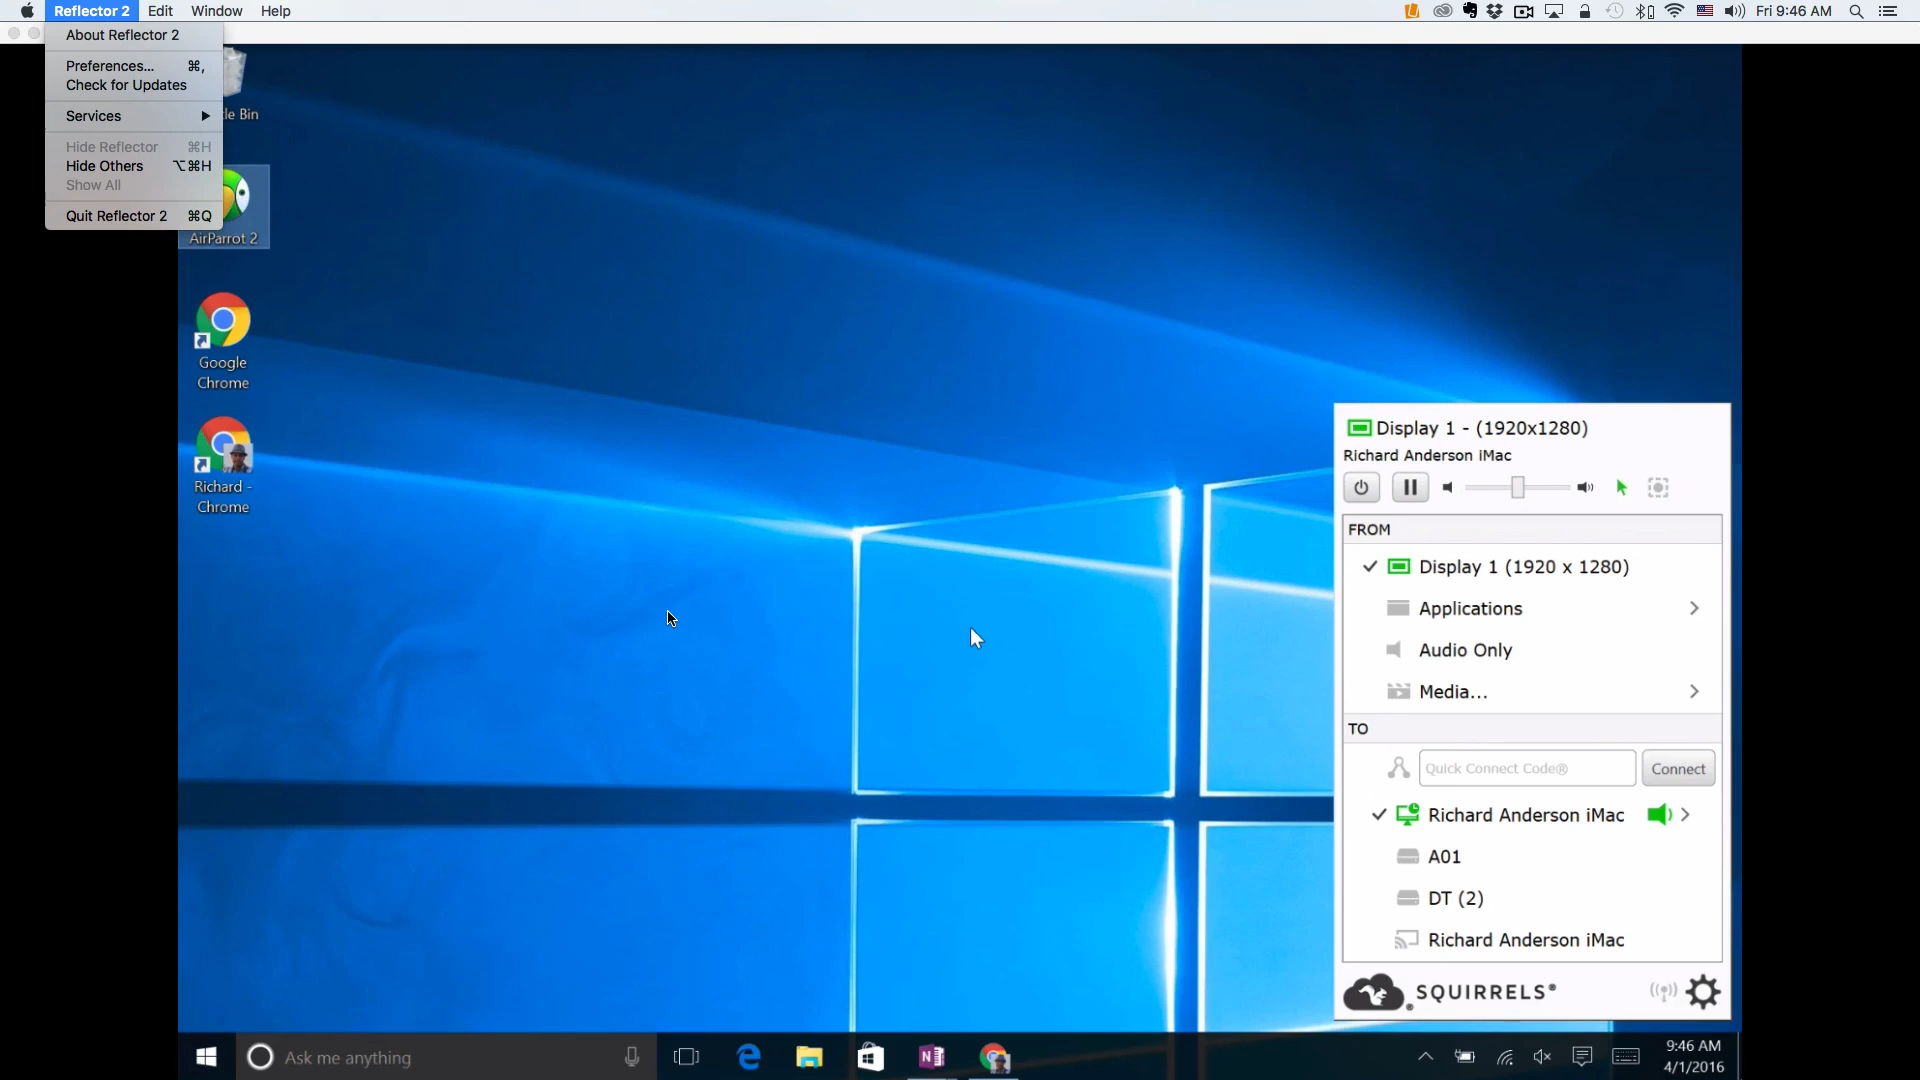 Reflector 2 Edit Window Help
Fri 9:46 AM
About Reflector 2
Preferences... ⌘,
Check for Updates
Services
Hide Reflector ⌘H
Hide Others ⌥⌘H
Show All
Quit Reflector 2 ⌘Q
le Bin
AirParrot 2
Google
Chrome
Richard -
Chrome
Display 1 - (1920x1280)
Richard Anderson iMac
FROM
Display 1 (1920 x 1280)
Applications
Audio Only
Media...
TO
Quick Connect Code®
Connect
Richard Anderson iMac
A01
DT (2)
Richard Anderson iMac
SQUIRRELS®
Ask me anything
9:46 AM
4/1/2016